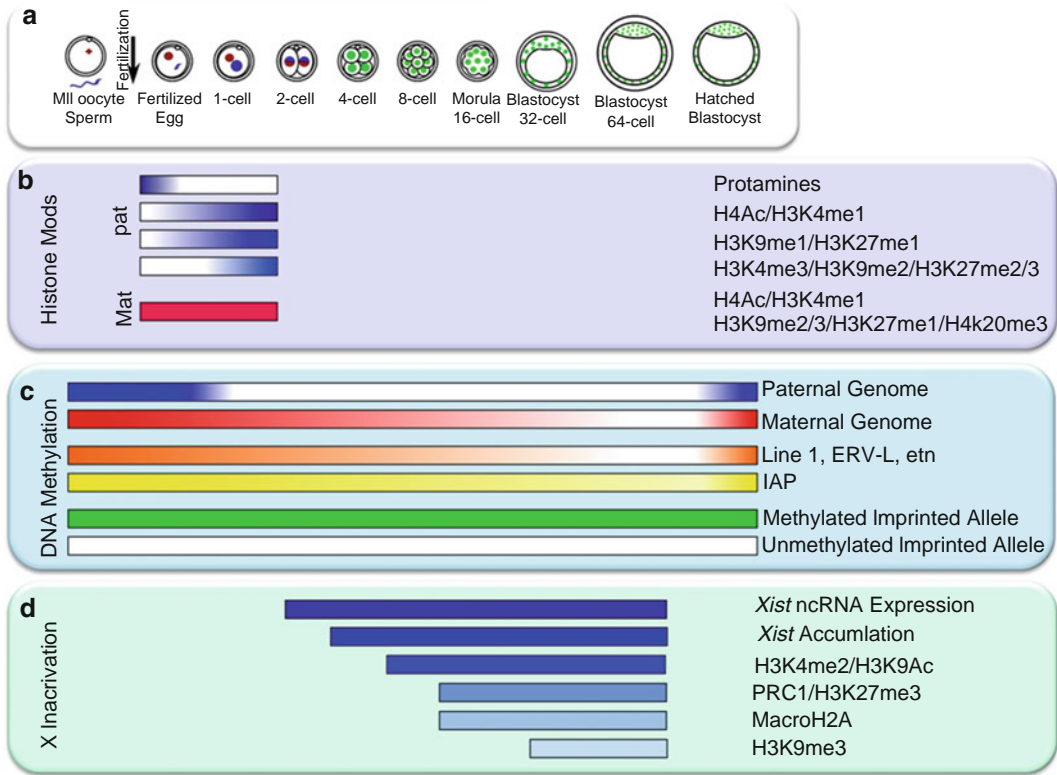 a
Fertilization
MII oocyte
Sperm
Fertilized
Egg
1-cell
2-cell
4-cell
8-cell
Morula
16-cell
Blastocyst
32-cell
Blastocyst
64-cell
Hatched
Blastocyst
b
Histone Mods
pat
Mat
Protamines
H4Ac/H3K4me1
H3K9me1/H3K27me1
H3K4me3/H3K9me2/H3K27me2/3
H4Ac/H3K4me1
H3K9me2/3/H3K27me1/H4k20me3
c
DNA Methylation
Paternal Genome
Maternal Genome
Line 1, ERV-L, etn
IAP
Methylated Imprinted Allele
Unmethylated Imprinted Allele
d
X Inacrivation
Xist ncRNA Expression
Xist Accumlation
H3K4me2/H3K9Ac
PRC1/H3K27me3
MacroH2A
H3K9me3